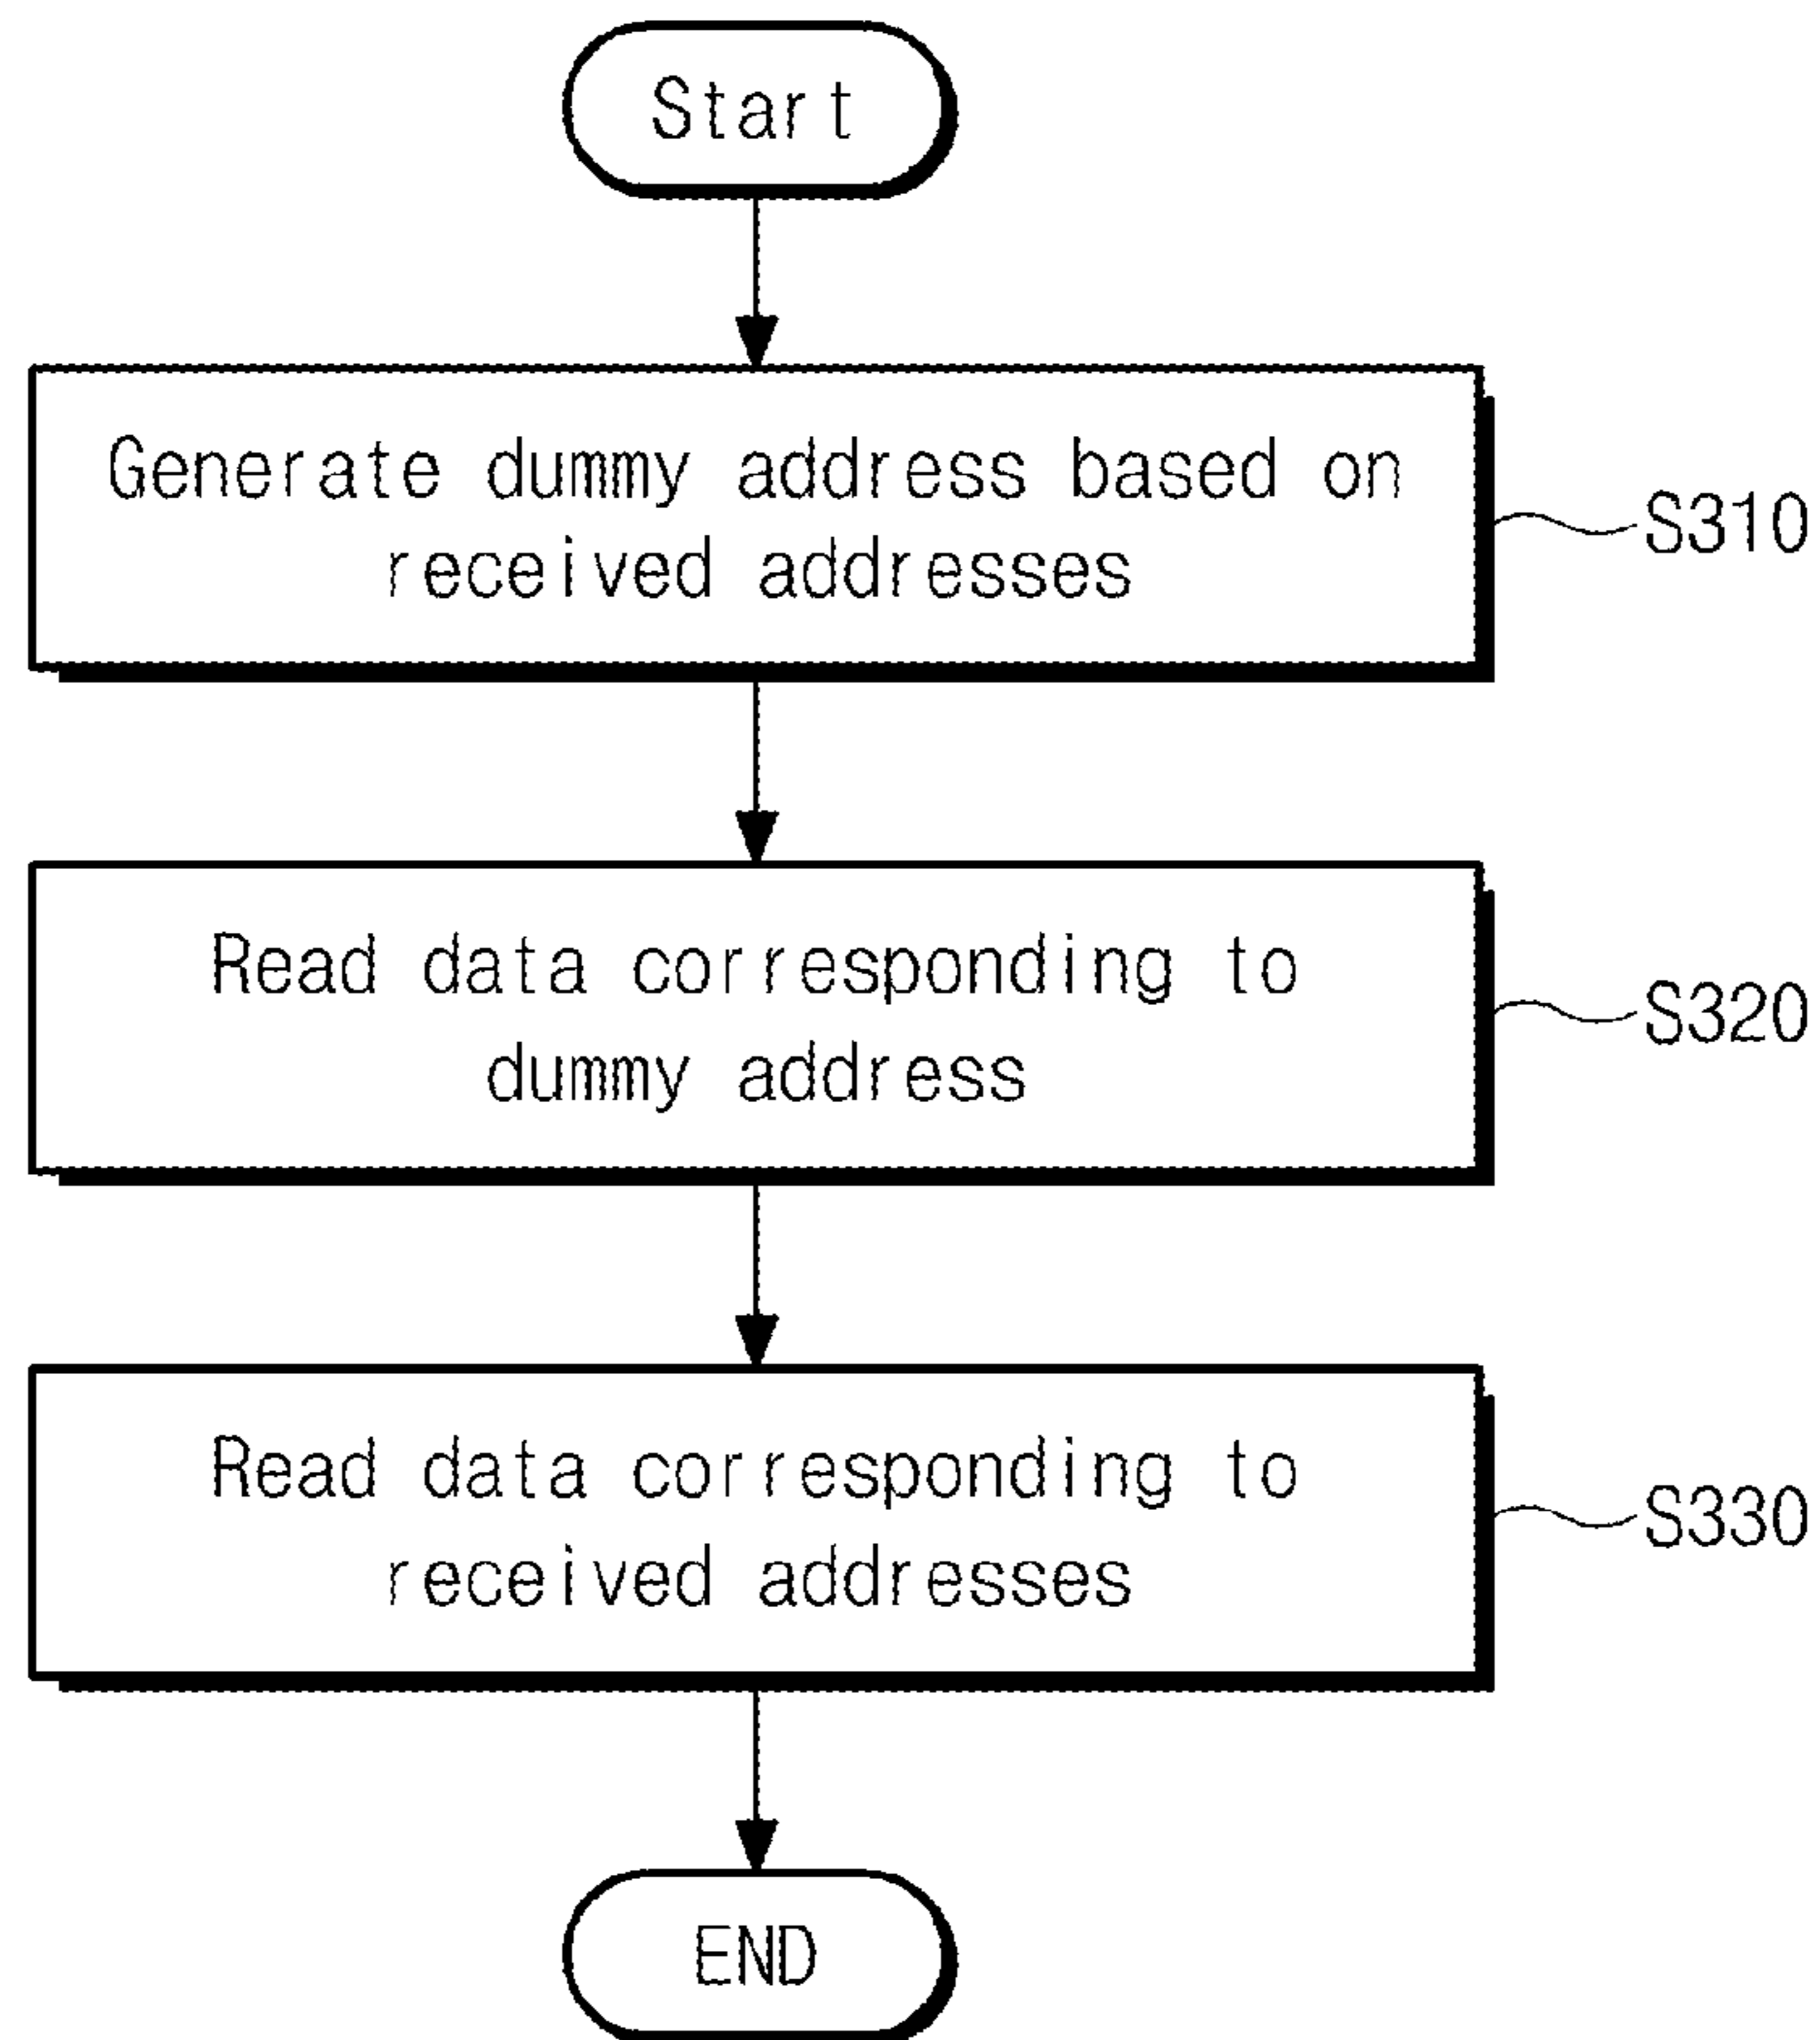 Start
Generate dummy address based on
received addresses
S310
Read data corresponding to
dummy address
S320
Read data corresponding to
received addresses
S330
END